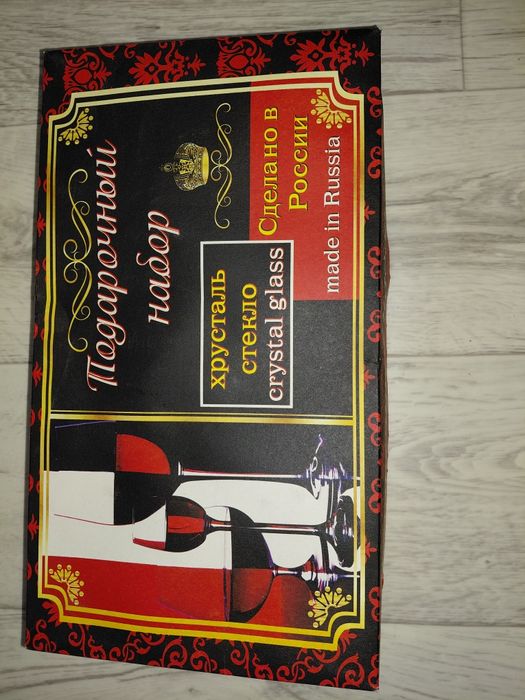 Подарочный
набор
хрусталь
стекло
crystal glass
Сделано в
России
made in Russia